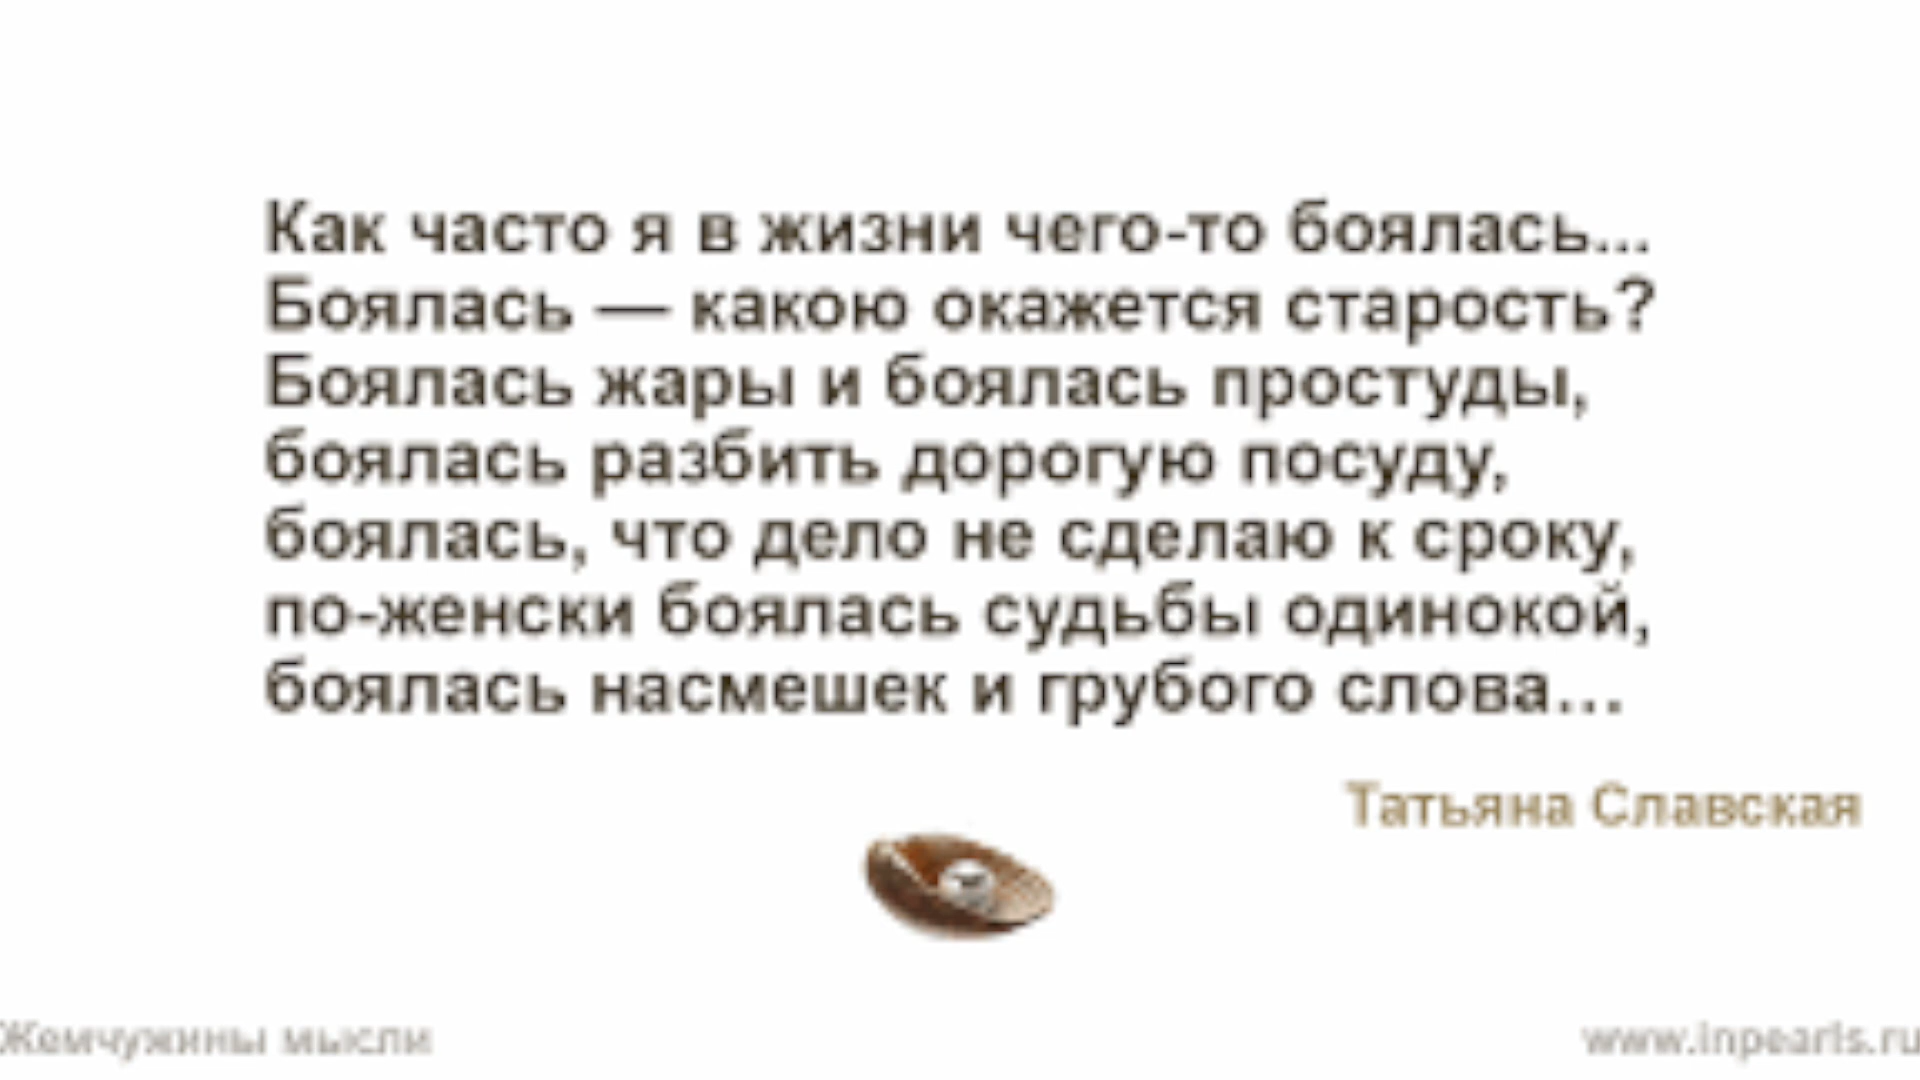 Как часто я в жизни чего-то боялась...
Боялась — какою окажется старость?
Боялась жары и боялась простуды,
боялась разбить дорогую посуду,
боялась, что дело не сделаю к сроку,
по-женски боялась судьбы одинокой,
боялась насмешек и грубого слова...
Татьяна Славская
Жемчужины мысли
www.inpearls.ru